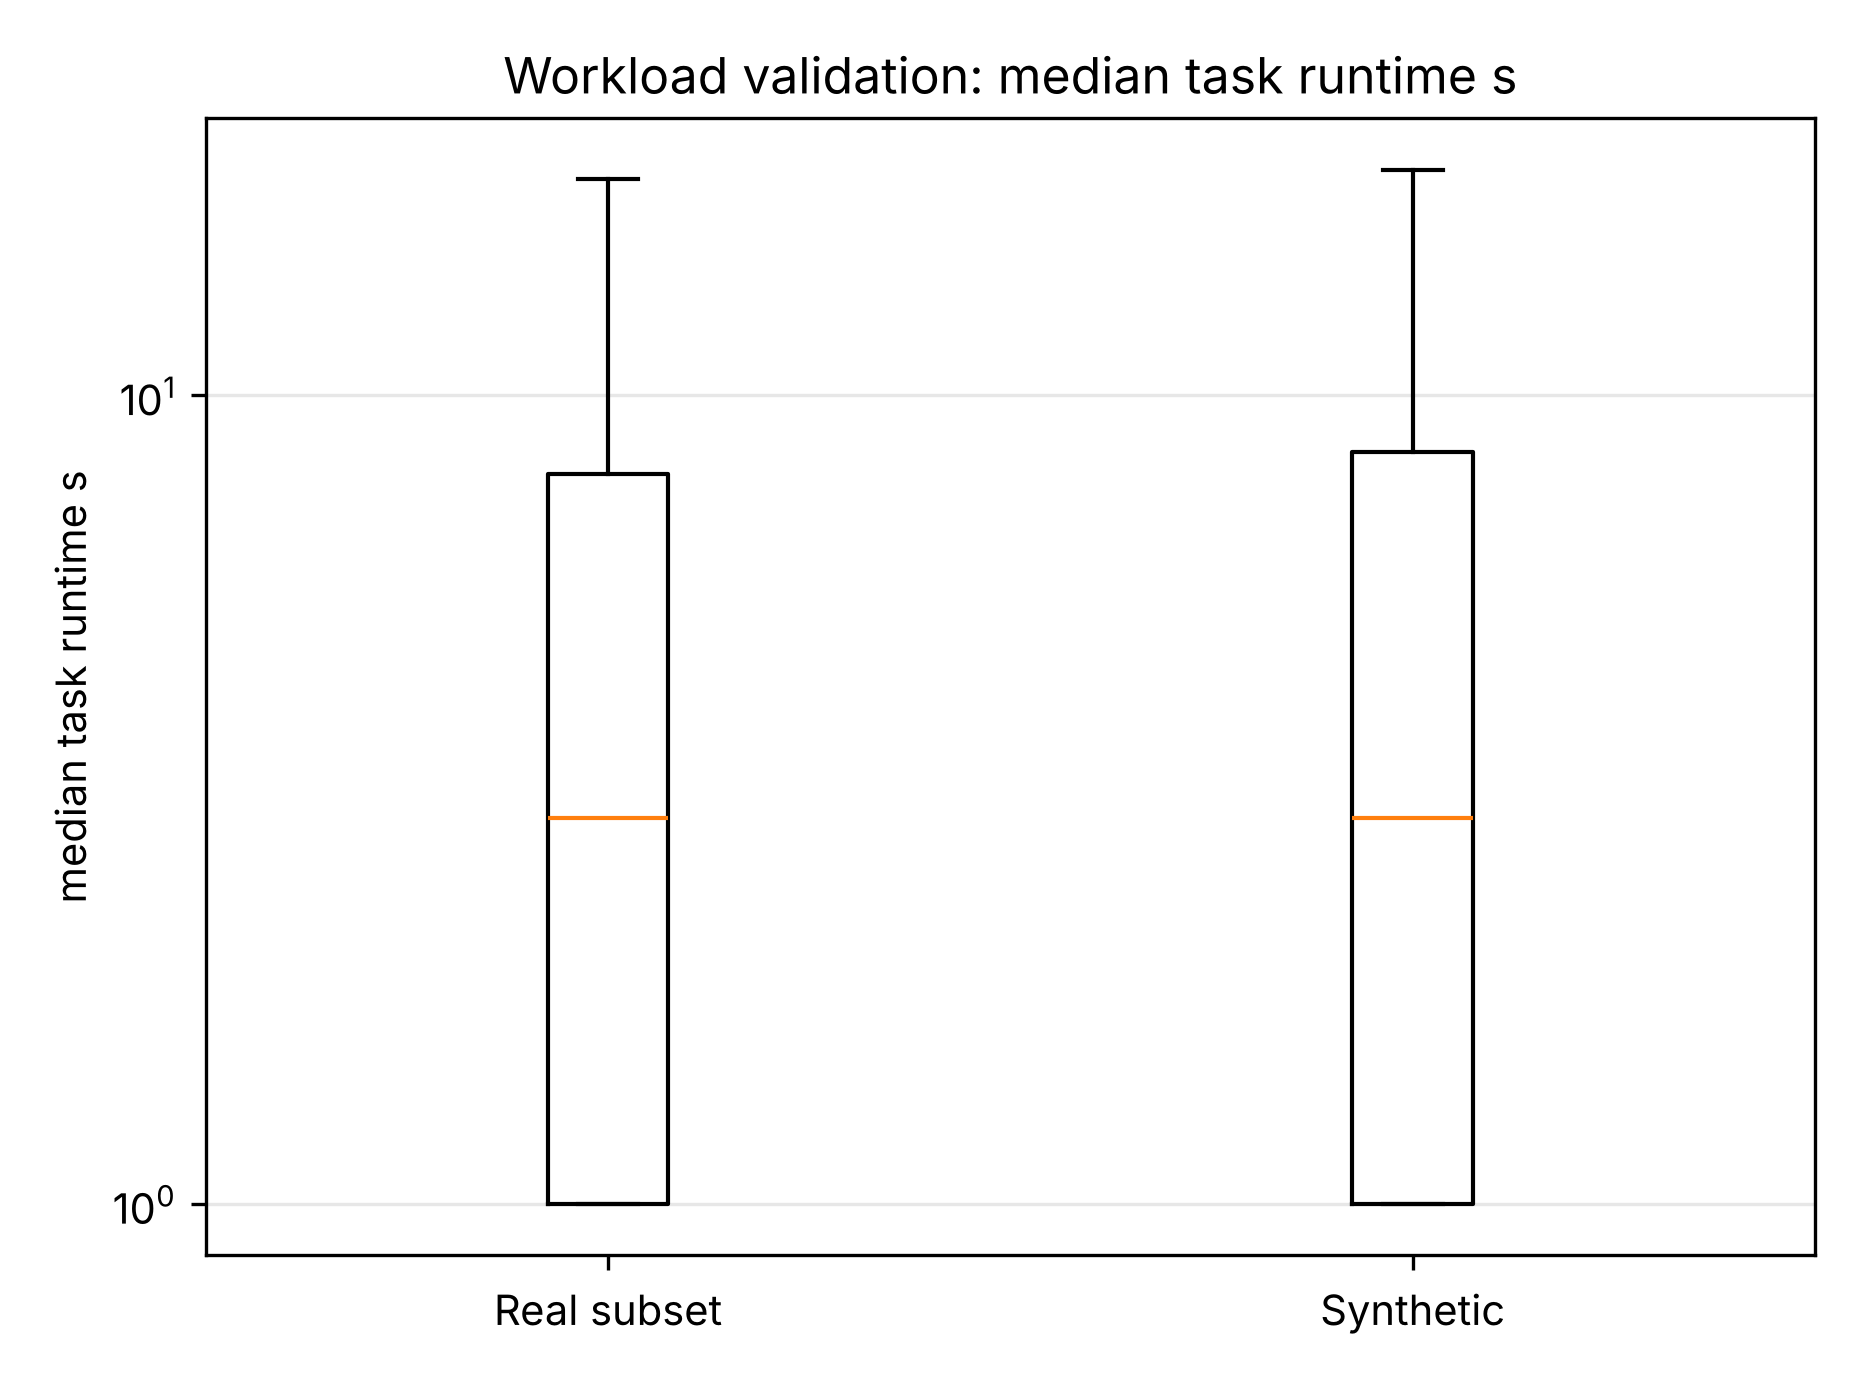 Workload validation: median task runtime s
median task runtime s
10¹
10⁰
Real subset
Synthetic